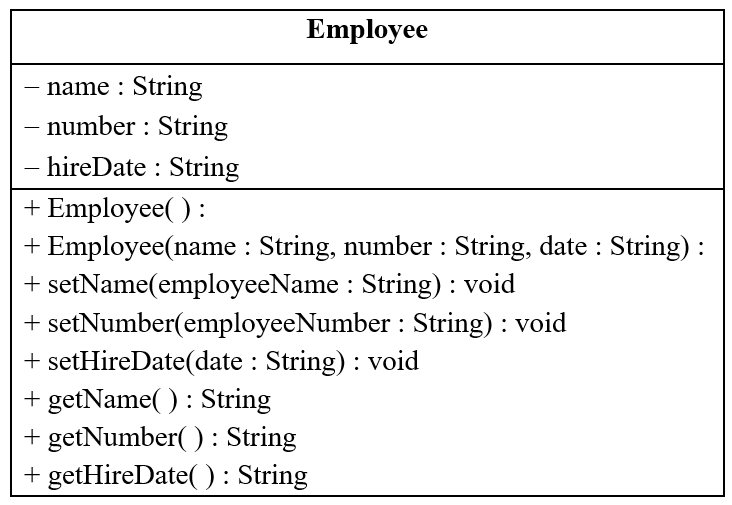 Employee
– name : String
– number : String
– hireDate : String
+ Employee( ) :
+ Employee(name : String, number : String, date : String) :
+ setName(employeeName : String) : void
+ setNumber(employeeNumber : String) : void
+ setHireDate(date : String) : void
+ getName( ) : String
+ getNumber( ) : String
+ getHireDate( ) : String